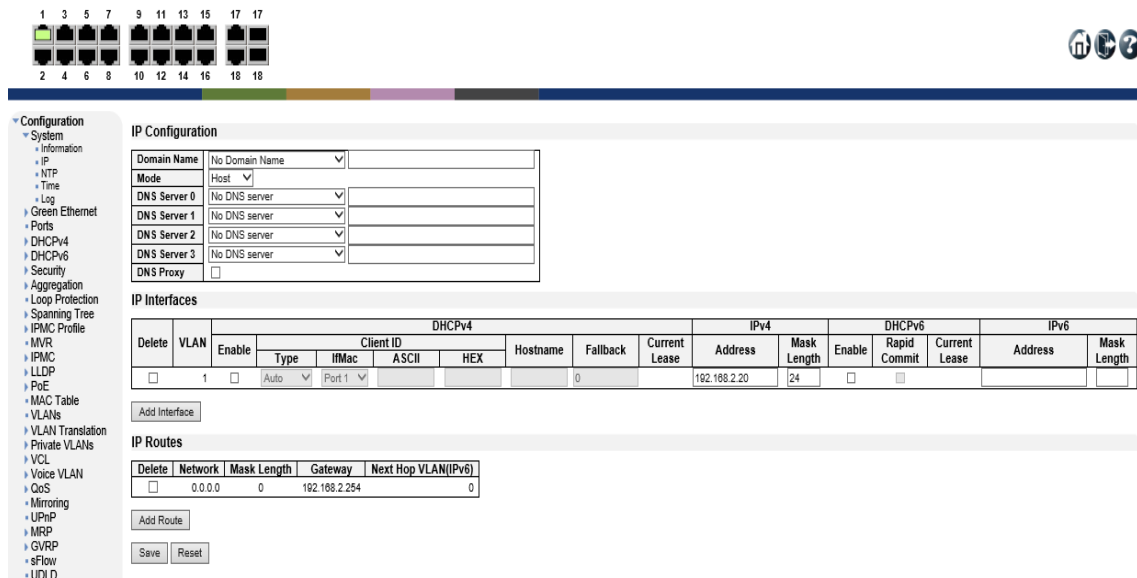 1 3 5 7 9 11 13 15 17 17
2 4 6 8 10 12 14 16 18 18
?
Configuration
System
Information
IP
NTP
Time
Log
Green Ethernet
Ports
DHCPv4
DHCPv6
Security
Aggregation
Loop Protection
Spanning Tree
IPMC Profile
MVR
IPMC
LLDP
PoE
MAC Table
VLANs
VLAN Translation
Private VLANs
VCL
Voice VLAN
QoS
Mirroring
UPnP
MRP
GVRP
sFlow
UDLD
IP Configuration
Domain Name No Domain Name
Mode Host
DNS Server 0 No DNS server
DNS Server 1 No DNS server
DNS Server 2 No DNS server
DNS Server 3 No DNS server
DNS Proxy
IP Interfaces
Delete VLAN DHCPv4 IPv4 DHCPv6 IPv6
Enable Client ID Hostname Fallback Current Lease Address Mask Length Enable Rapid Commit Current Lease Address Mask Length
Type IfMac ASCII HEX
1 Auto Port 1 0 192.168.2.20 24
Add Interface
IP Routes
Delete Network Mask Length Gateway Next Hop VLAN(IPv6)
0.0.0.0 0 192.168.2.254 0
Add Route
Save Reset